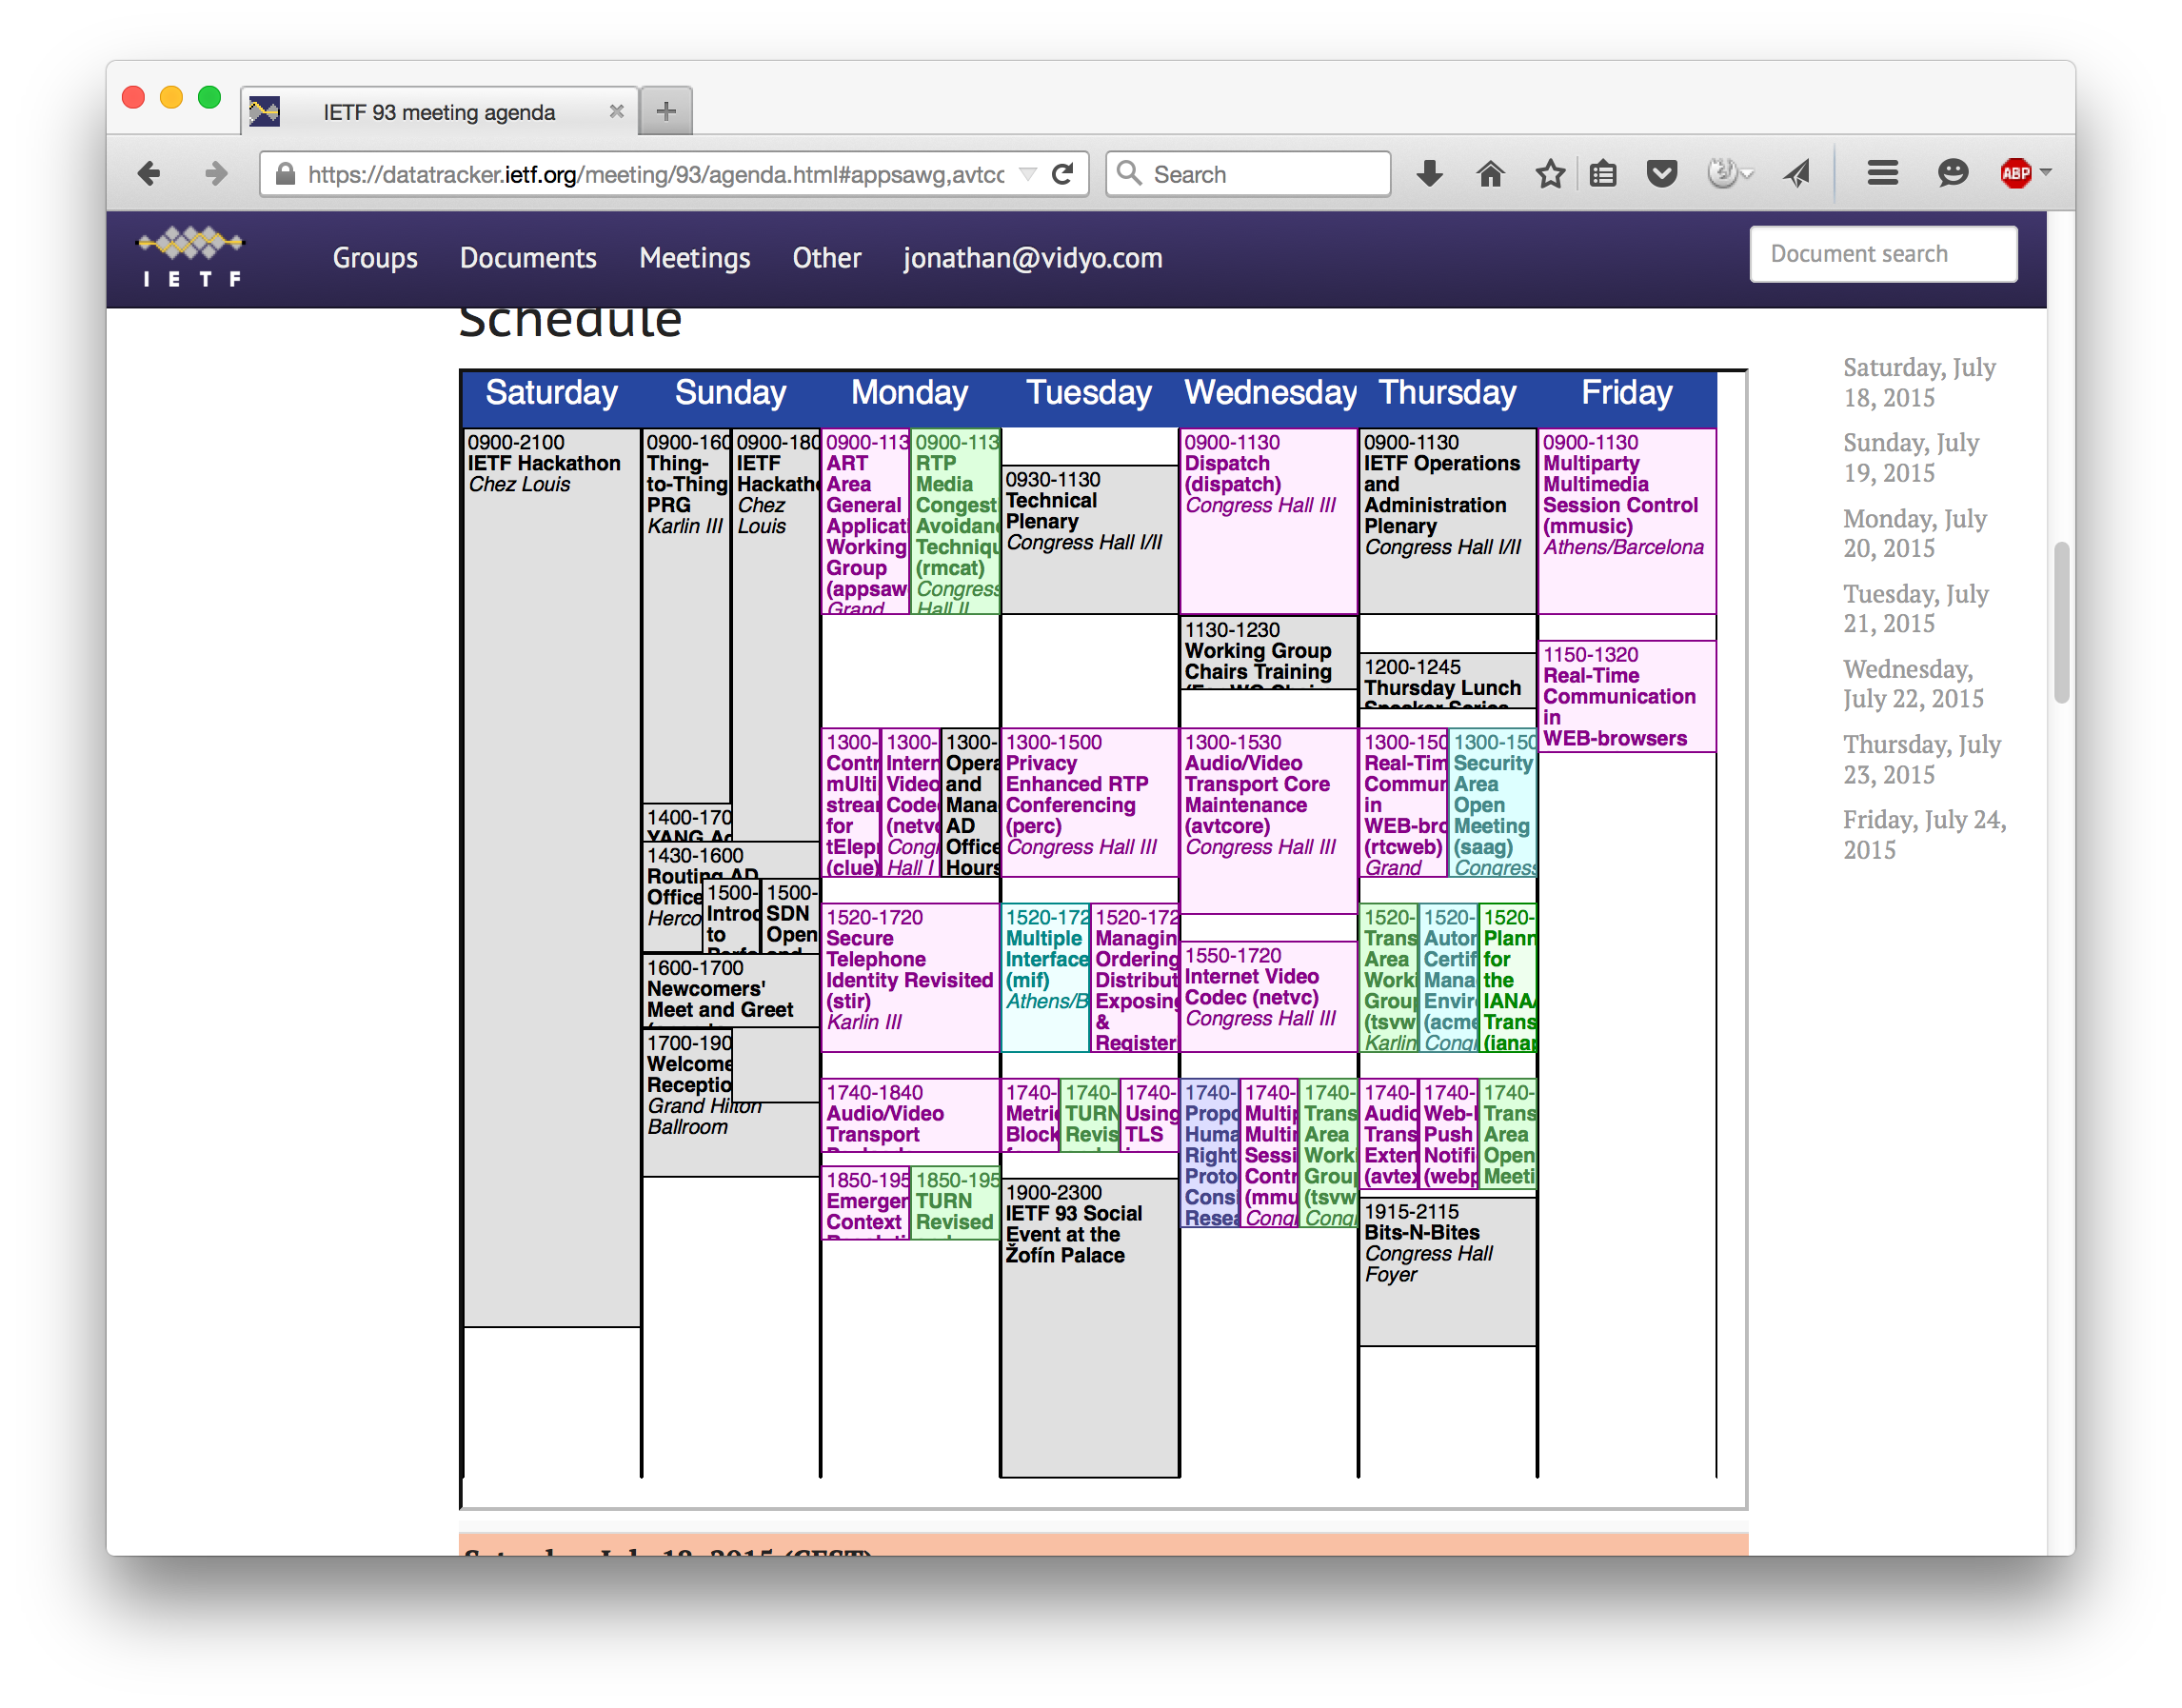 IETF 93 meeting agenda
https://datatracker.ietf.org/meeting/93/agenda.html#appsawg,avtcc
Search
ABP
IETF
Groups
Documents
Meetings
Other
jonathan@vidyo.com
Document search
Schedule
Saturday
Sunday
Monday
Tuesday
Wednesday
Thursday
Friday
0900-2100
IETF Hackathon
Chez Louis
0900-160
Thing-
to-Thing
PRG
Karlin III
0900-180
IETF
Hackath
Chez
Louis
1400-170
YANG
1430-1600
Routing AD
Office
Herco
1500-
Introd
to
1500-
SDN
Open
1600-1700
Newcomers'
Meet and Greet
1700-190
Welcome
Receptio
Grand Hilton
Ballroom
0900-113
ART
Area
General
Applicat
Working
Group
(appsaw
Grand
0900-113
RTP
Media
Congest
Avoidan
Techniqu
(rmcat)
Congress
Hall II
1300-
Contr
mUlti
strea
for
tElep
(clue)
1300-
Intern
Video
Code
(netv
Cong
Hall I
1300-
Opera
and
Mana
AD
Office
Hours
1520-1720
Secure
Telephone
Identity Revisited
(stir)
Karlin III
1740-1840
Audio/Video
Transport
1850-195
Emergen
Context
1850-195
TURN
Revised
0930-1130
Technical
Plenary
Congress Hall I/II
1300-1500
Privacy
Enhanced RTP
Conferencing
(perc)
Congress Hall III
1520-172
Multiple
Interface
(mif)
Athens/B
1520-172
Managin
Ordering
Distribut
Exposing
&
Register
1740-
Metri
Block
1740-
TURN
Revis
1740-
Using
TLS
1900-2300
IETF 93 Social
Event at the
Žofín Palace
0900-1130
Dispatch
(dispatch)
Congress Hall III
1130-1230
Working Group
Chairs Training
1300-1530
Audio/Video
Transport Core
Maintenance
(avtcore)
Congress Hall III
1550-1720
Internet Video
Codec (netvc)
Congress Hall III
1740-
Propo
Huma
Right
Proto
Consi
Resea
1740-
Multip
Multi
Sessi
Contr
(mmu
Cong
1740-
Trans
Area
Work
Grou
(tsvw
Cong
0900-1130
IETF Operations
and
Administration
Plenary
Congress Hall I/II
1200-1245
Thursday Lunch
Speaker Series
1300-150
Real-Tim
Commun
in
WEB-bro
(rtcweb)
Grand
1300-150
Security
Area
Open
Meeting
(saag)
Congress
1520-
Trans
Area
Worki
Grou
(tsvw
Karlin
1520-
Auto
Certif
Mana
Envir
(acme
Cong
1520-
Plann
for
the
IANA/
Trans
(ianap
1740-
Audio
Trans
Exten
(avtex
1740-
Web-
Push
Notifi
(webp
1740-
Trans
Area
Open
Meeti
1915-2115
Bits-N-Bites
Congress Hall
Foyer
0900-1130
Multiparty
Multimedia
Session Control
(mmusic)
Athens/Barcelona
1150-1320
Real-Time
Communication
in
WEB-browsers
Saturday, July
18, 2015
Sunday, July
19, 2015
Monday, July
20, 2015
Tuesday, July
21, 2015
Wednesday,
July 22, 2015
Thursday, July
23, 2015
Friday, July 24,
2015
Saturday, July 18, 2015 (CEST)